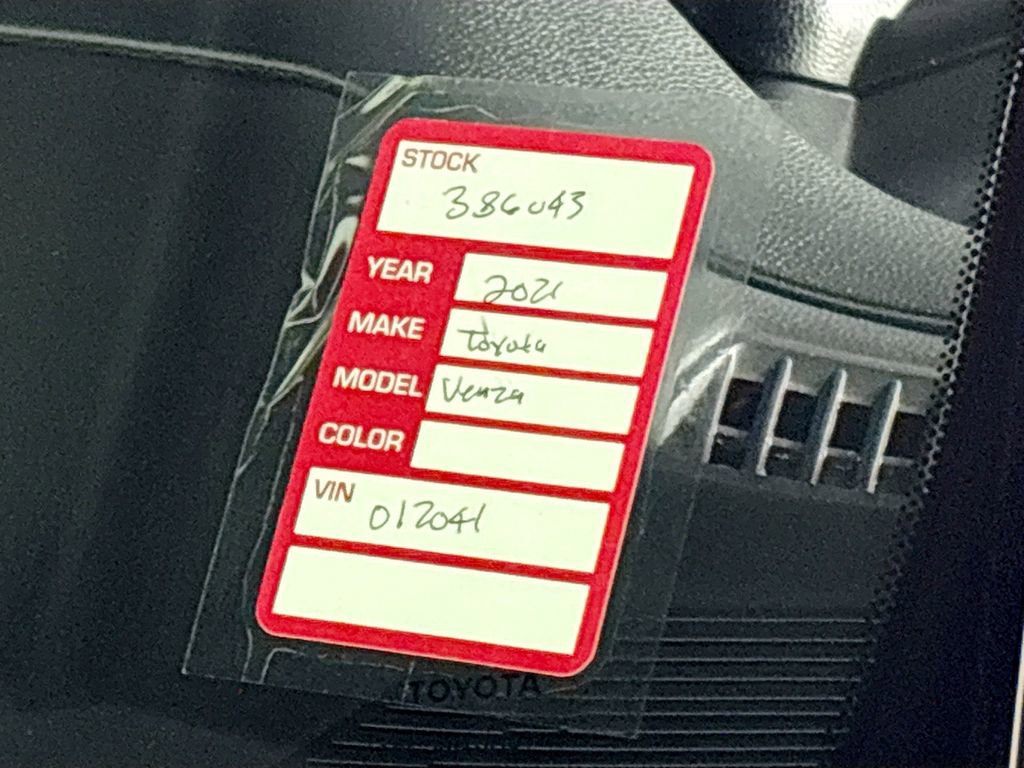 STOCK
386043
YEAR 2021
MAKE Toyota
MODEL Venza
COLOR
VIN
012041
TOYOTA